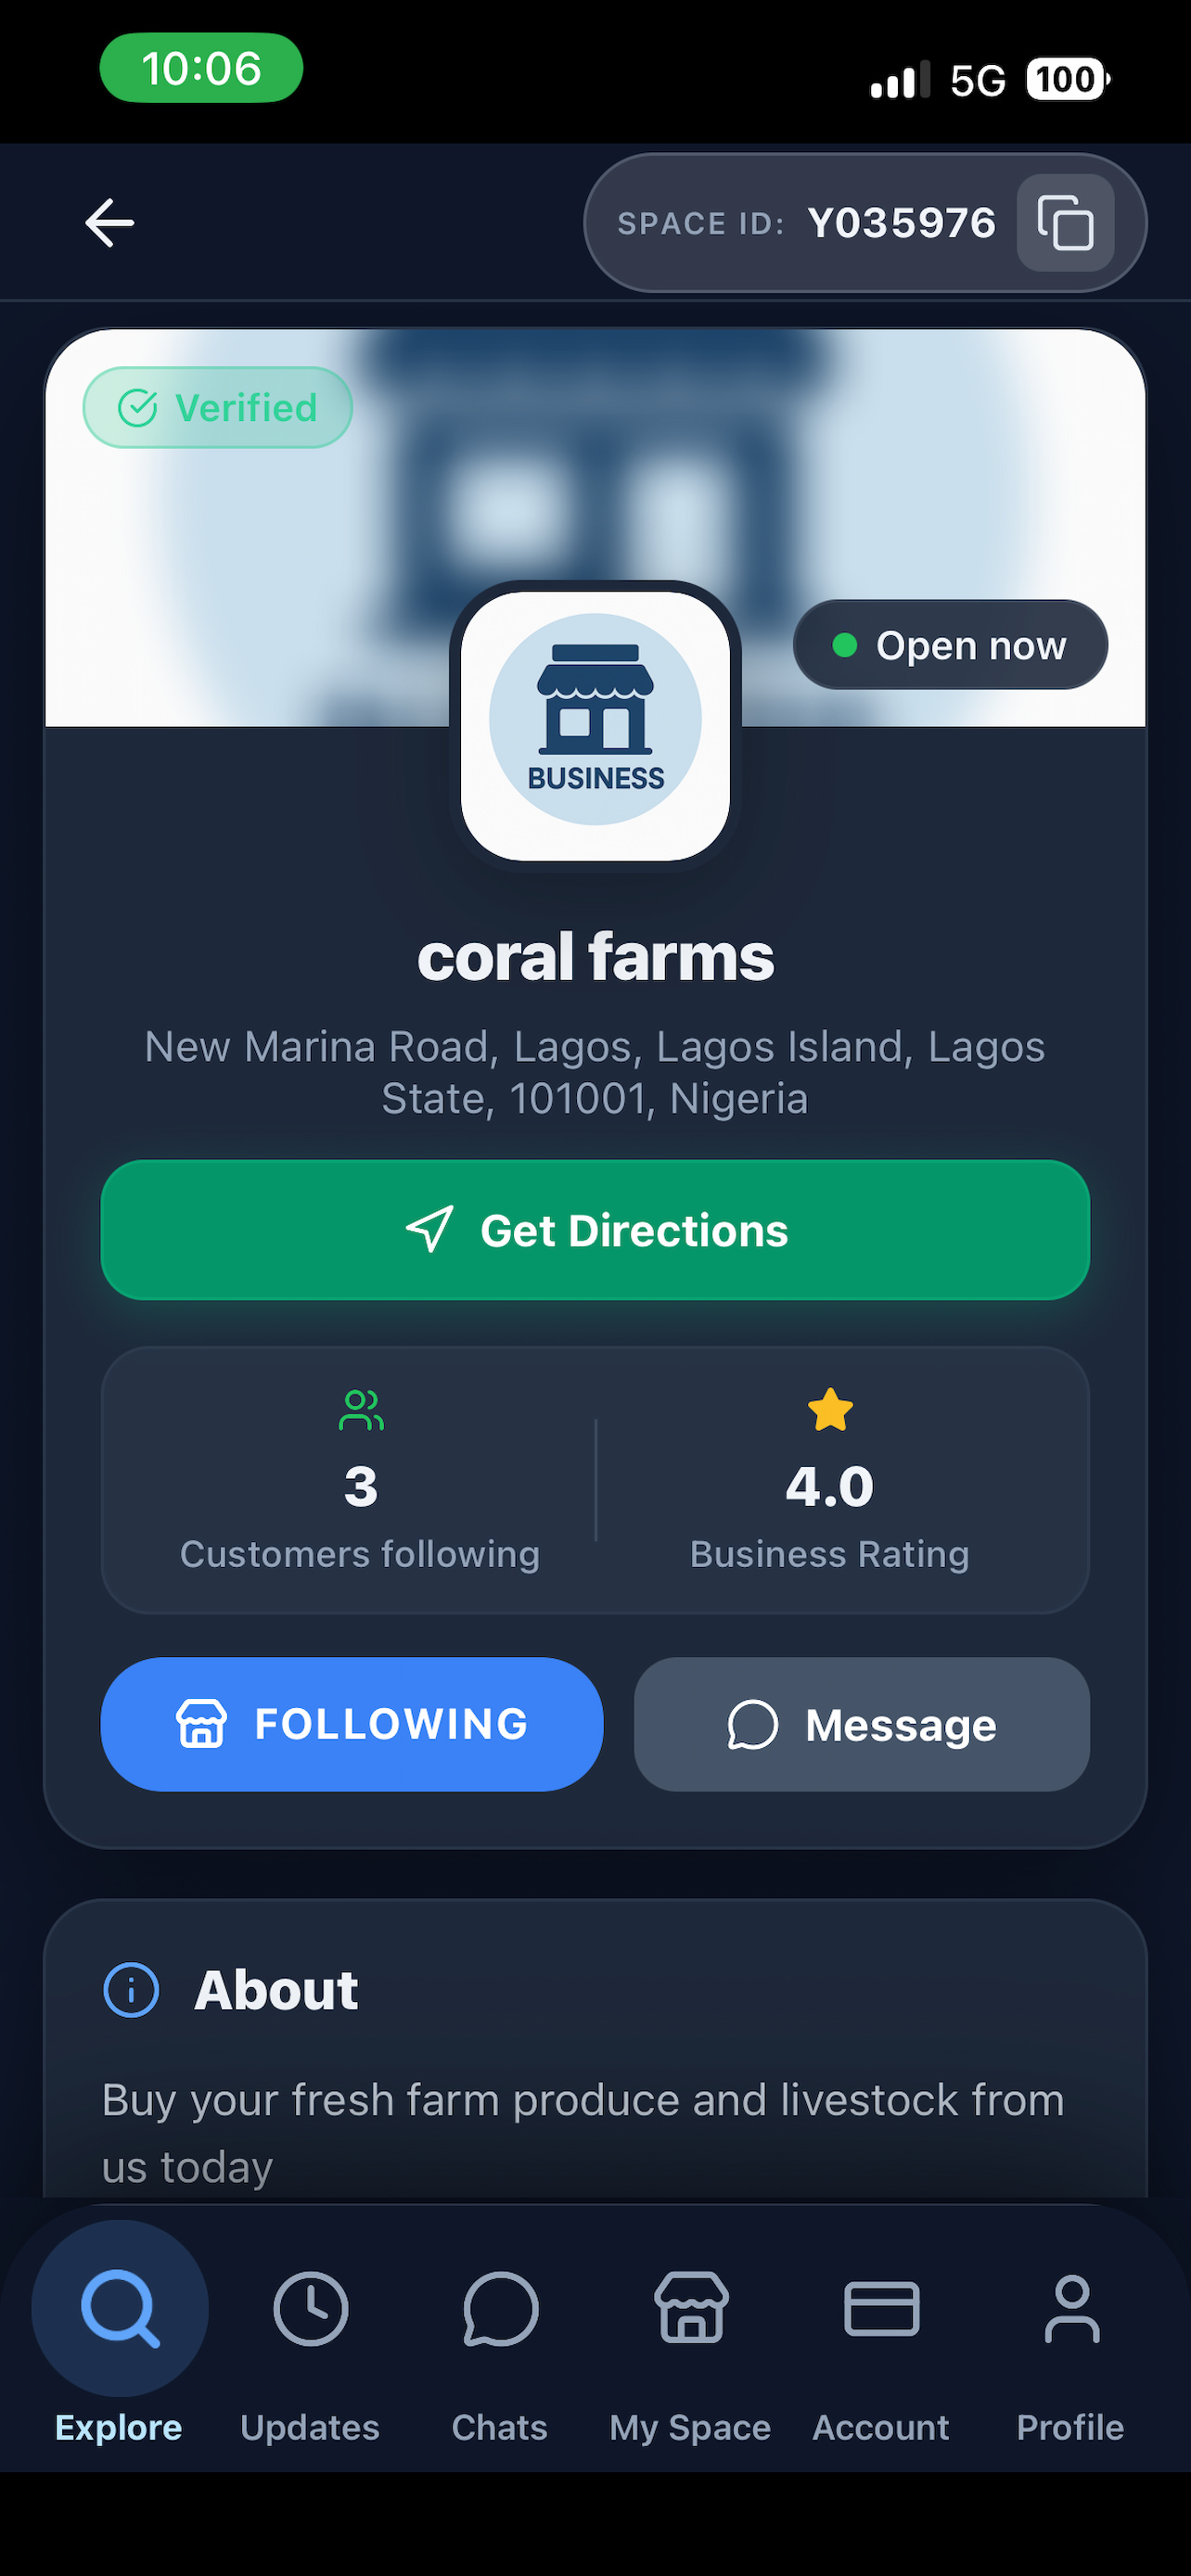 10:06
5G 100
SPACE ID: Y035976
Verified
Open now
BUSINESS
coral farms
New Marina Road, Lagos, Lagos Island, Lagos
State, 101001, Nigeria
Get Directions
3
Customers following
4.0
Business Rating
FOLLOWING
Message
About
Buy your fresh farm produce and livestock from
us today
Explore Updates Chats My Space Account Profile